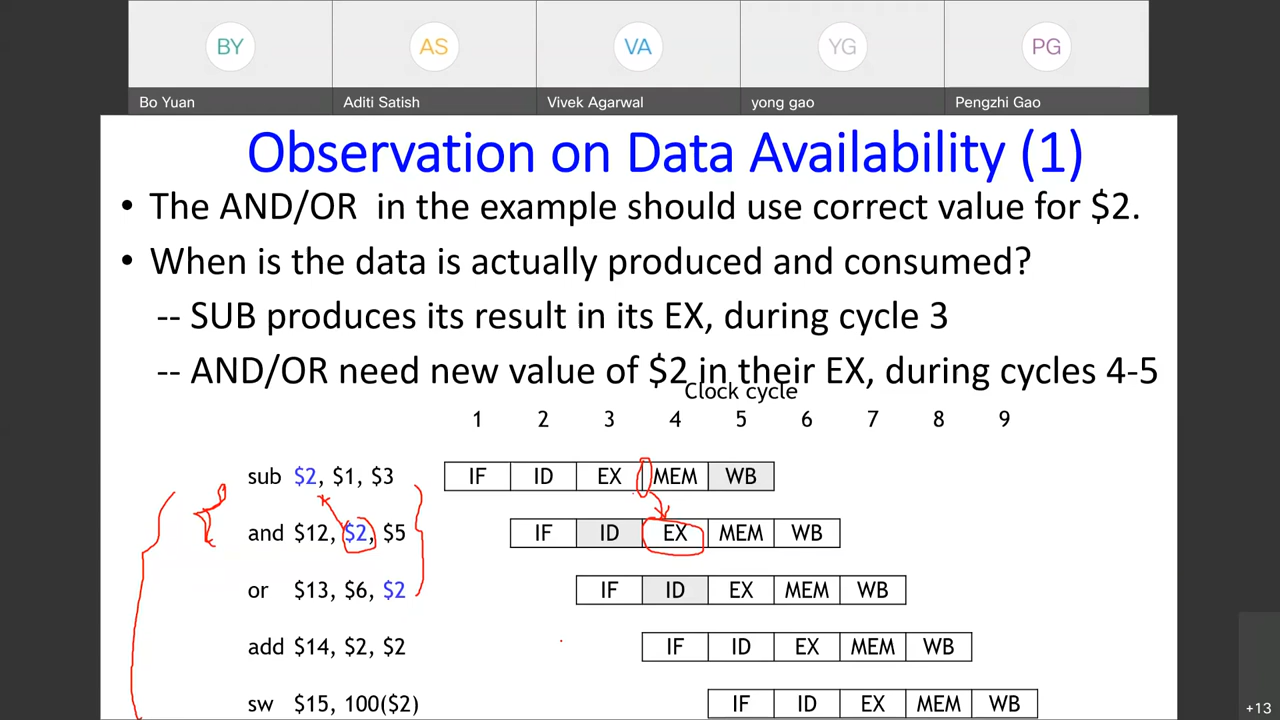 BY AS VA YG PG
Bo Yuan Aditi Satish Vivek Agarwal yong gao Pengzhi Gao
Observation on Data Availability (1)
• The AND/OR in the example should use correct value for $2.
• When is the data is actually produced and consumed?
-- SUB produces its result in its EX, during cycle 3
-- AND/OR need new value of $2 in their EX, during cycles 4-5
Clock cycle
1 2 3 4 5 6 7 8 9
sub $2, $1, $3 IF ID EX MEM WB
and $12, $2, $5 IF ID EX MEM WB
or $13, $6, $2 IF ID EX MEM WB
add $14, $2, $2 IF ID EX MEM WB
sw $15, 100($2) IF ID EX MEM WB
+13